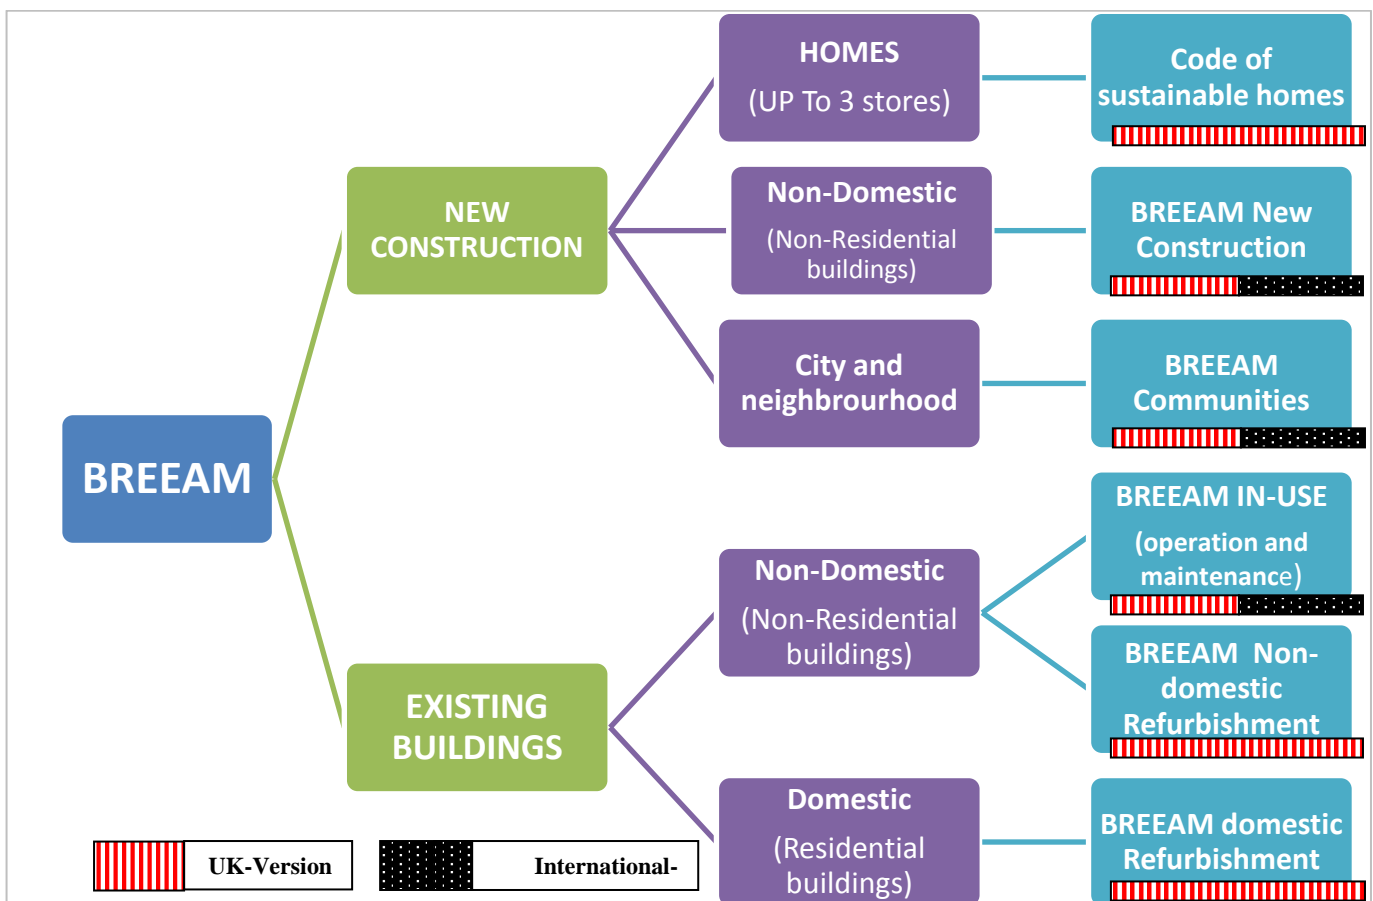 BREEAM
NEW
CONSTRUCTION
EXISTING
BUILDINGS
HOMES
(UP To 3 stores)
Non-Domestic
(Non-Residential
buildings)
City and
neighbrourhood
Non-Domestic
(Non-Residential
buildings)
Domestic
(Residential
buildings)
Code of
sustainable homes
BREEAM New
Construction
BREEAM
Communities
BREEAM IN-USE
(operation and
maintenance)
BREEAM Non-
domestic
Refurbishment
BREEAM domestic
Refurbishment
UK-Version
International-